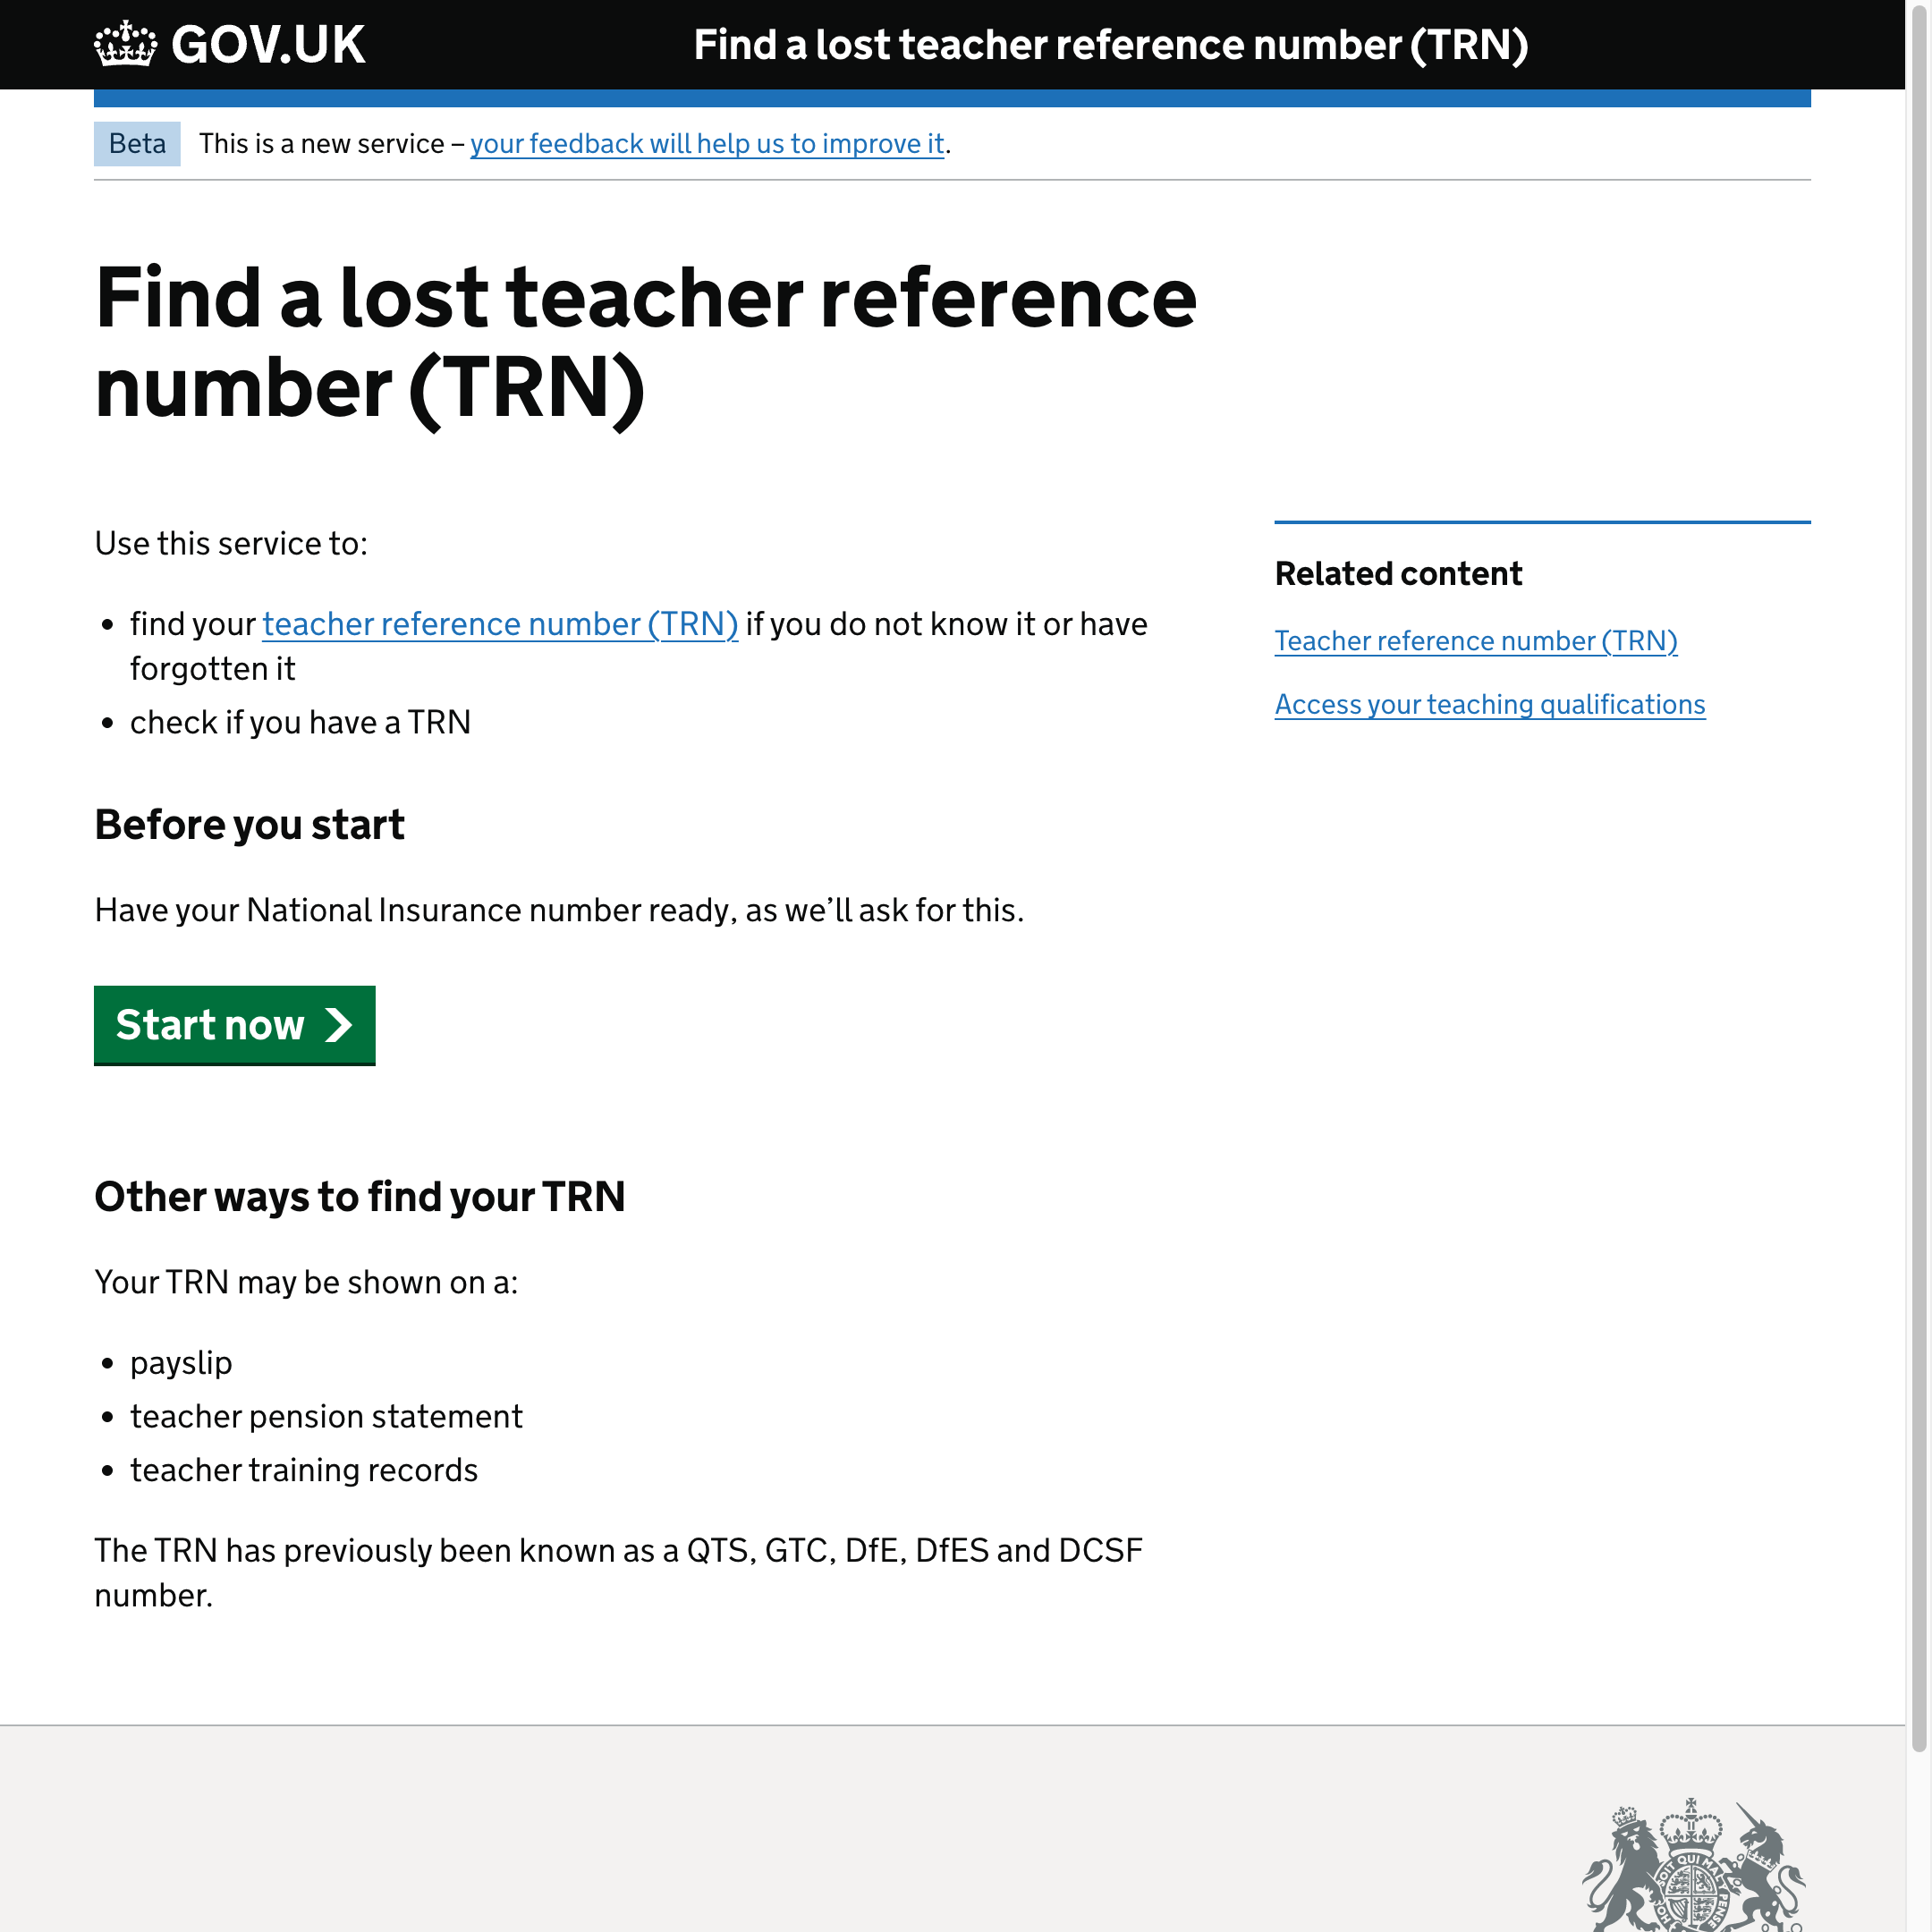 GOV.UK
Find a lost teacher reference number (TRN)
Beta
This is a new service – your feedback will help us to improve it.
Find a lost teacher reference
number (TRN)
Use this service to:
• find your teacher reference number (TRN) if you do not know it or have
forgotten it
• check if you have a TRN
Before you start
Have your National Insurance number ready, as we’ll ask for this.
Start now
Other ways to find your TRN
Your TRN may be shown on a:
• payslip
• teacher pension statement
• teacher training records
The TRN has previously been known as a QTS, GTC, DfE, DfES and DCSF
number.
Related content
Teacher reference number (TRN)
Access your teaching qualifications